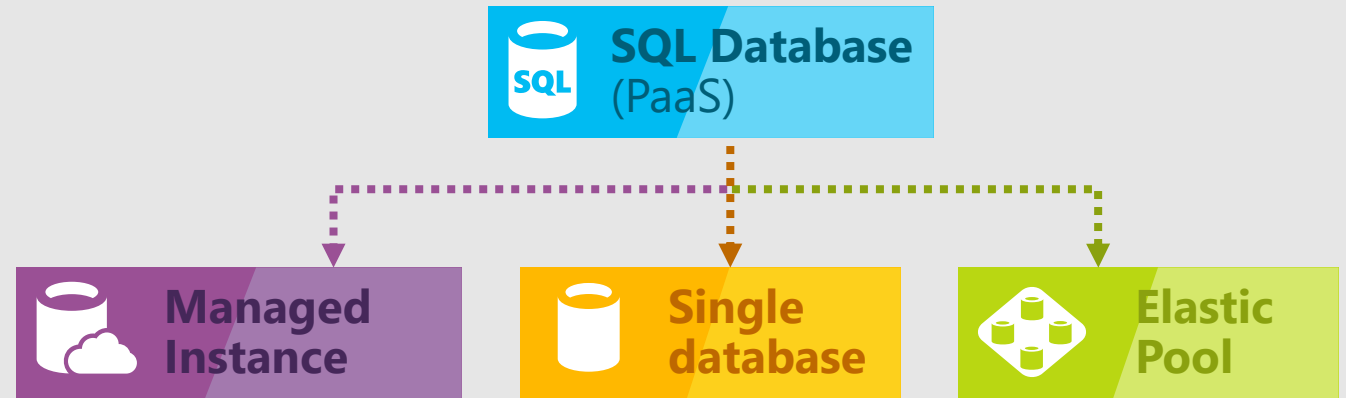 SQL
SQL Database
(PaaS)
Managed
Instance
Single
database
Elastic
Pool